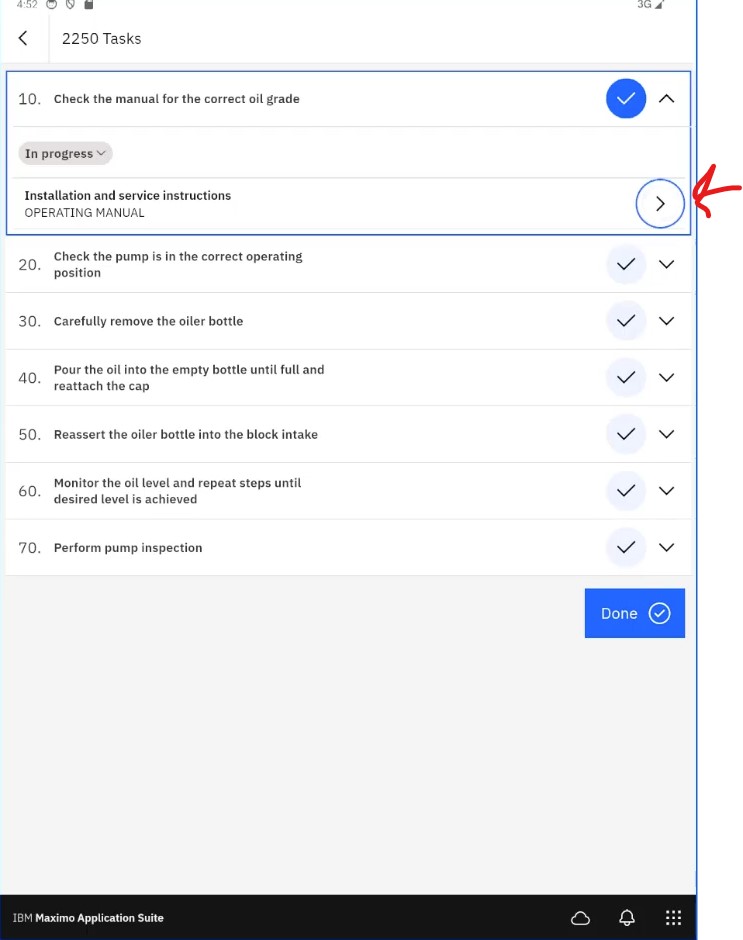 4:52
3G
2250 Tasks
10. Check the manual for the correct oil grade
In progress
Installation and service instructions
OPERATING MANUAL
20. Check the pump is in the correct operating
position
30. Carefully remove the oiler bottle
40. Pour the oil into the empty bottle until full and
reattach the cap
50. Reassert the oiler bottle into the block intake
60. Monitor the oil level and repeat steps until
desired level is achieved
70. Perform pump inspection
Done
IBM Maximo Application Suite